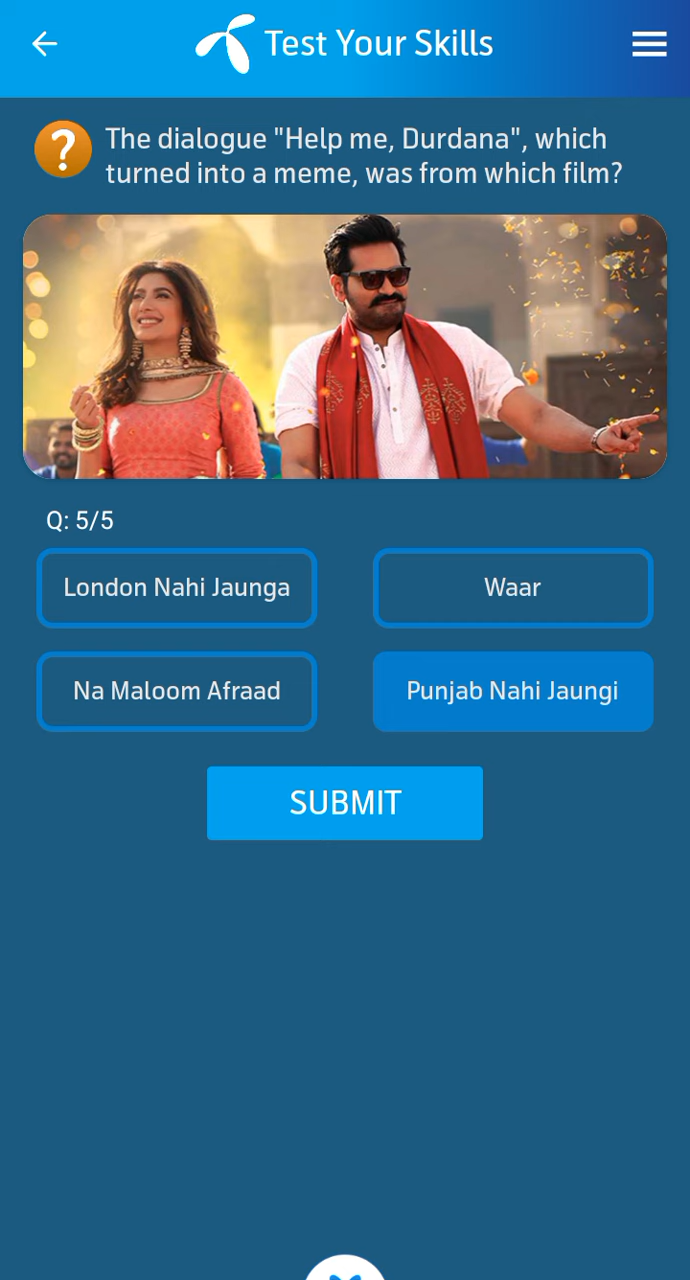 Test Your Skills
The dialogue "Help me, Durdana", which
turned into a meme, was from which film?
Q: 5/5
London Nahi Jaunga
Waar
Na Maloom Afraad
Punjab Nahi Jaungi
SUBMIT